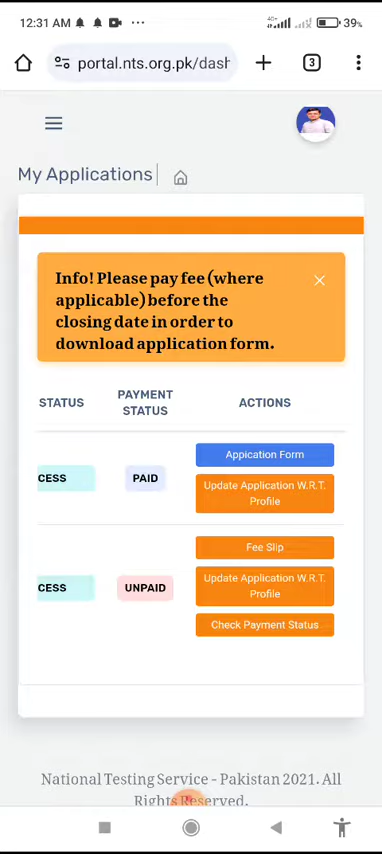 12:31 AM
4G+
39%
portal.nts.org.pk/dash
3
My Applications
Info! Please pay fee (where
applicable) before the
closing date in order to
download application form.
STATUS PAYMENT STATUS ACTIONS
CESS PAID Appication Form
Update Application W.R.T.
Profile
CESS UNPAID Fee Slip
Update Application W.R.T.
Profile
Check Payment Status
National Testing Service - Pakistan 2021. All
Rights Reserved.